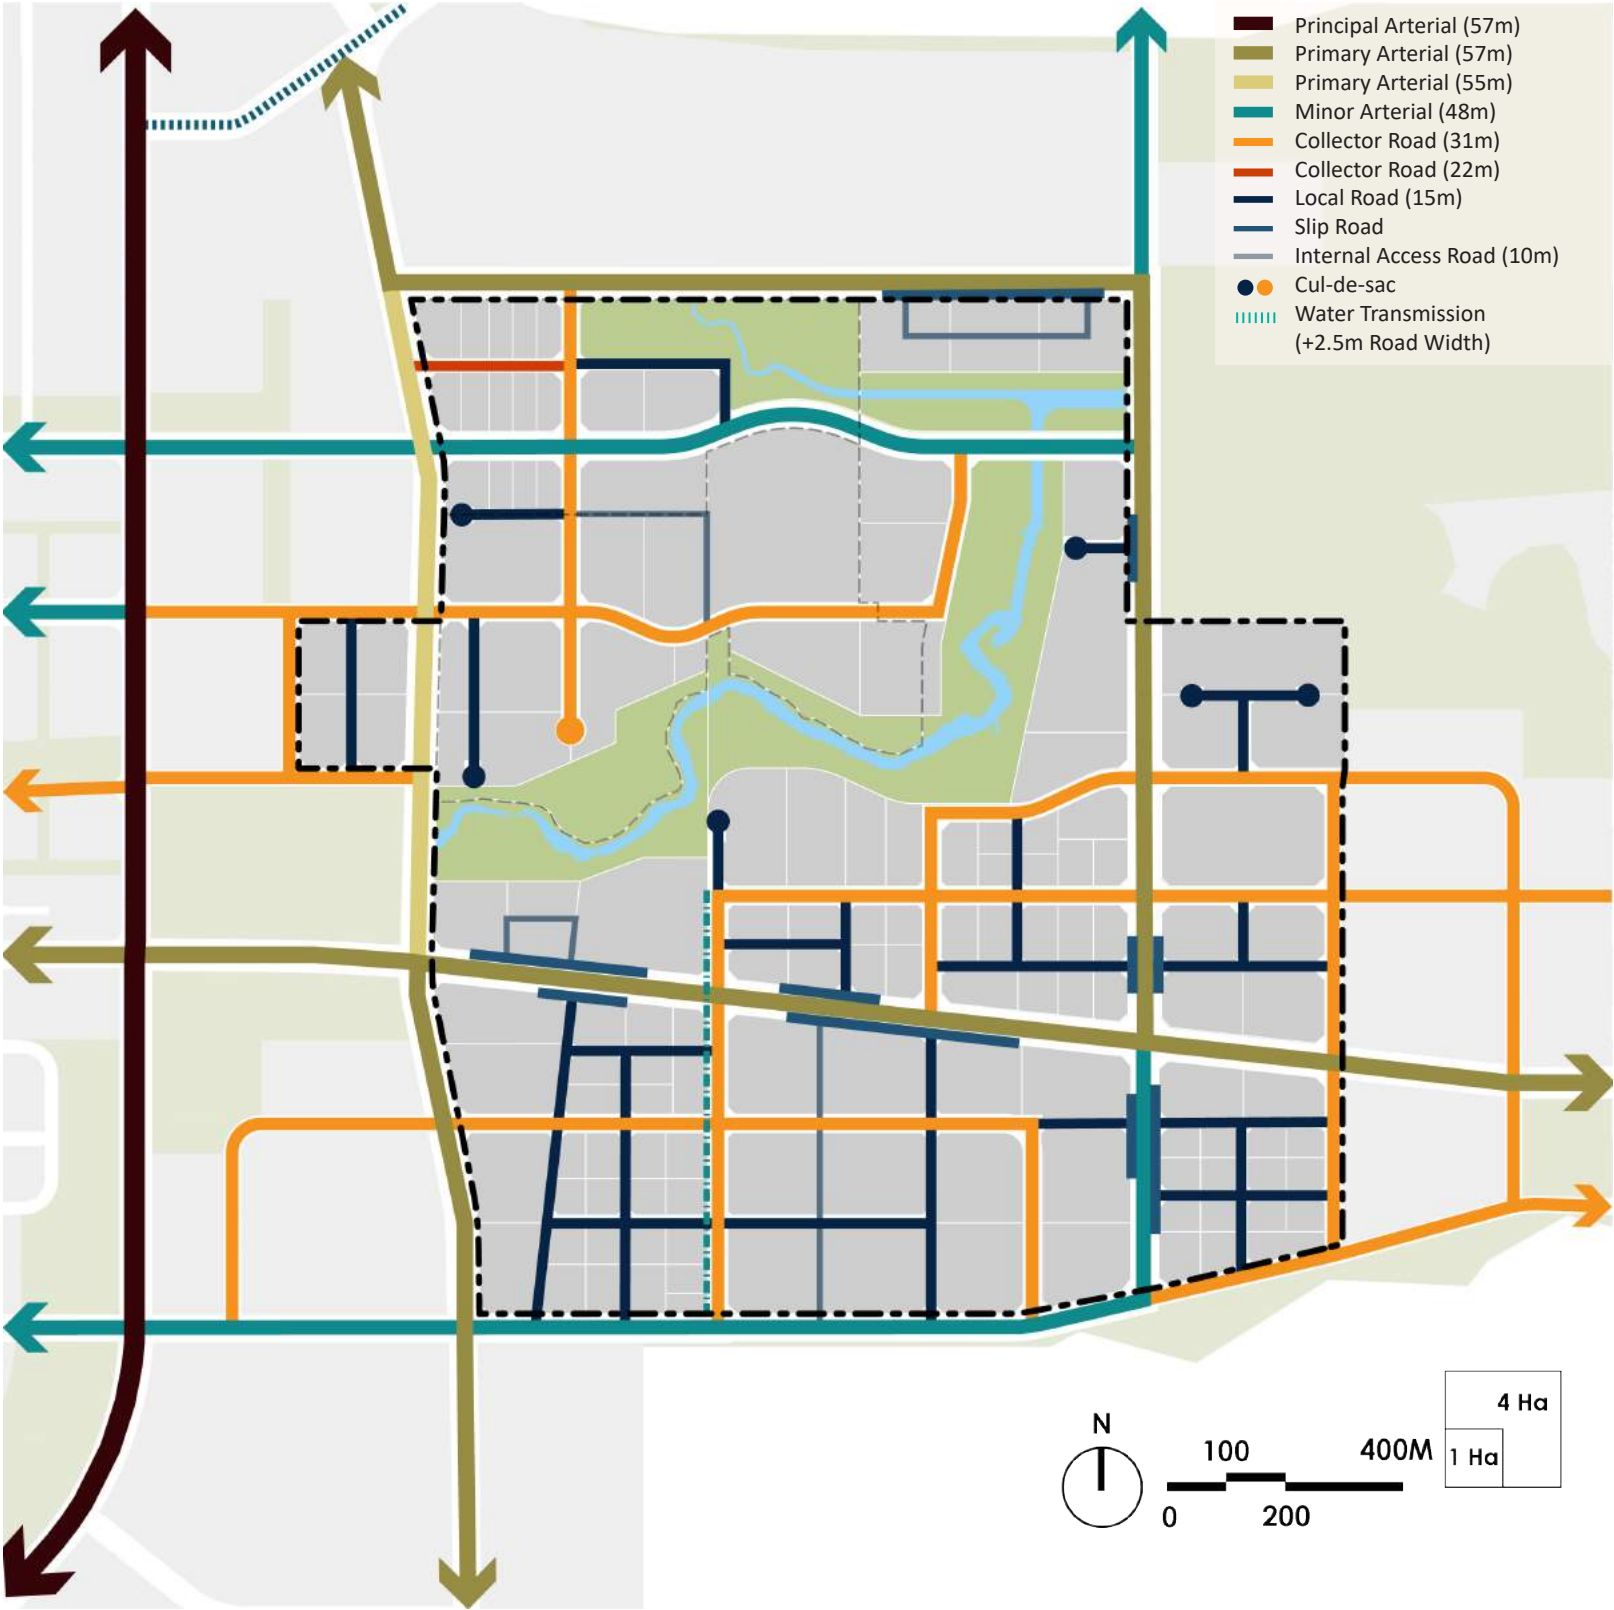 Principal Arterial (57m)
Primary Arterial (57m)
Primary Arterial (55m)
Minor Arterial (48m)
Collector Road (31m)
Collector Road (22m)
Local Road (15m)
Slip Road
Internal Access Road (10m)
Cul-de-sac
Water Transmission
(+2.5m Road Width)
N
100
400M
0
200
4 Ha
1 Ha